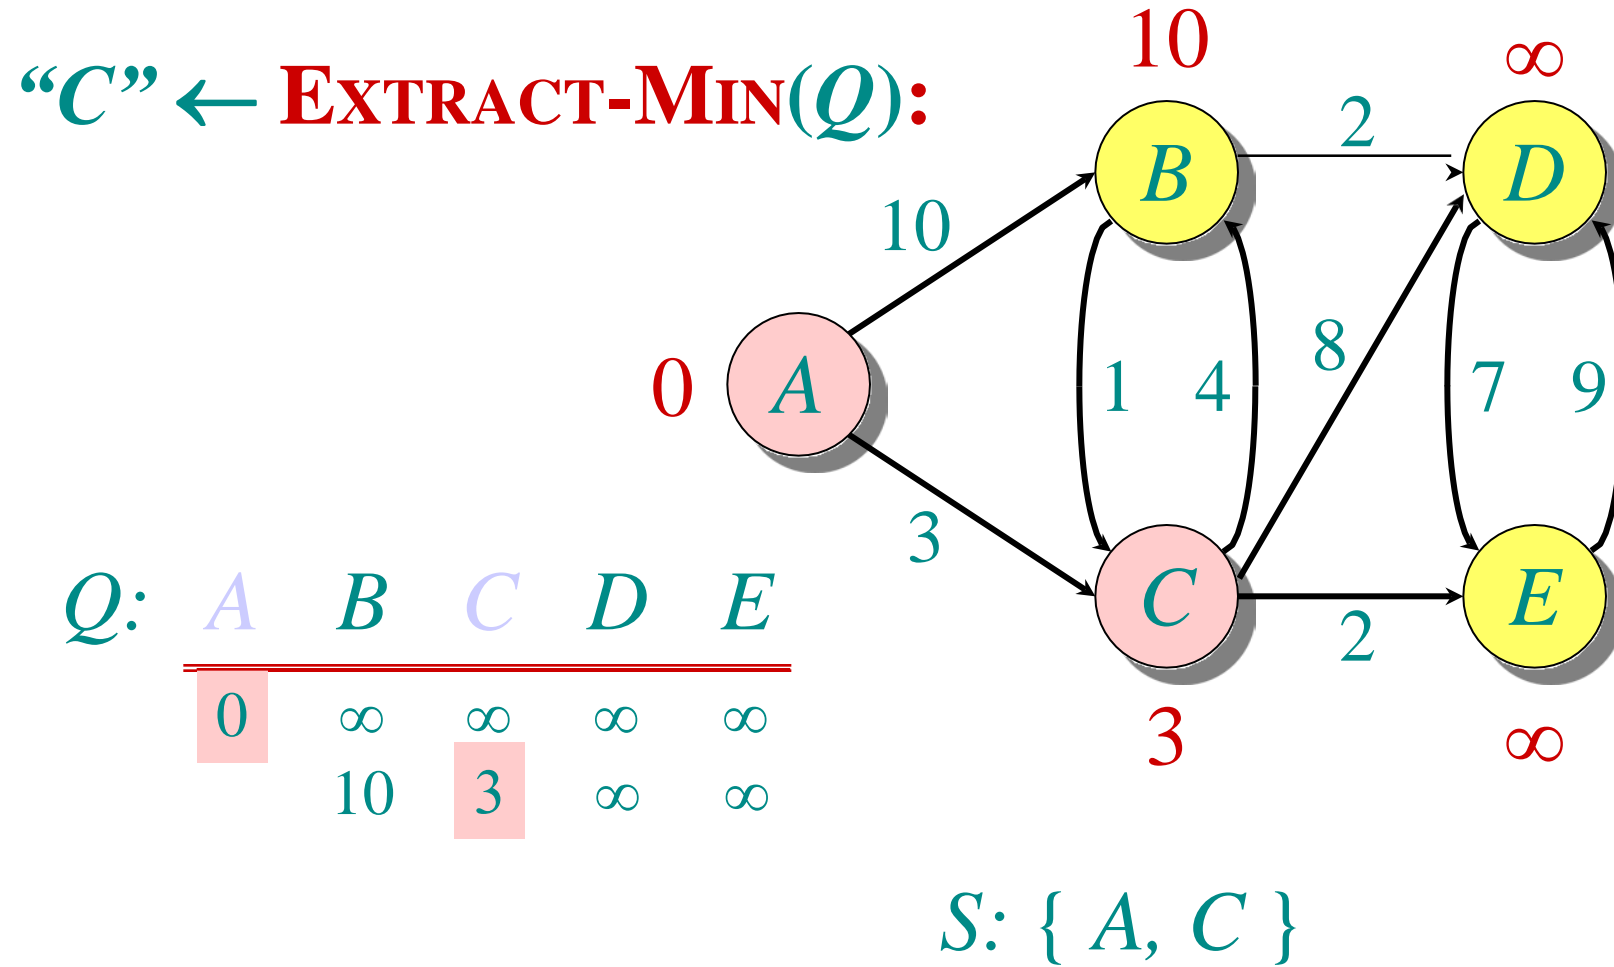 “C” ← EXTRACT-MIN(Q):
10 ∞
2
B D
10
8
0 A 1 4 7 9
3
C E
2
3 ∞
Q: A B C D E
0 ∞ ∞ ∞ ∞
10 3 ∞ ∞
S: { A, C }